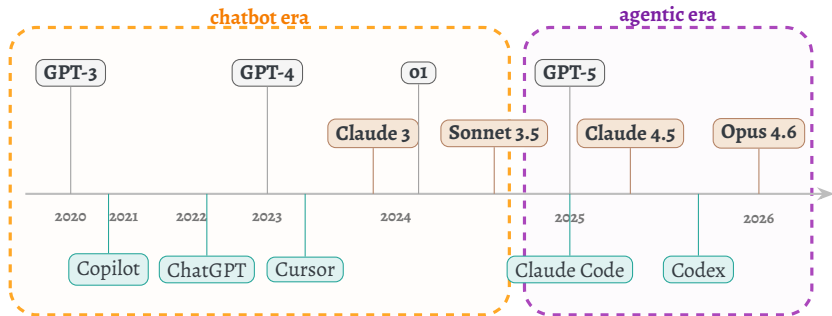 chatbot era
agentic era
GPT-3
GPT-4
o1
GPT-5
Claude 3
Sonnet 3.5
Claude 4.5
Opus 4.6
2020
2021
2022
2023
2024
2025
2026
Copilot
ChatGPT
Cursor
Claude Code
Codex